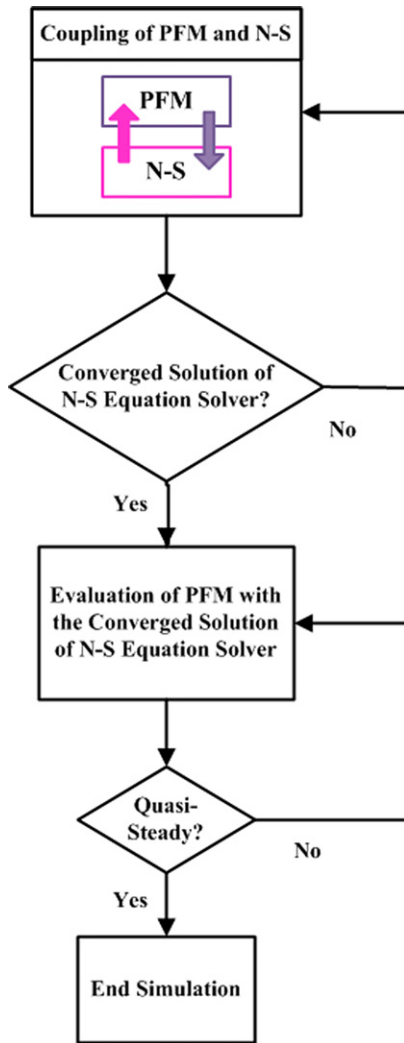 Coupling of PFM and N-S
PFM
N-S
Converged Solution of
N-S Equation Solver?
No
Yes
Evaluation of PFM with
the Converged Solution
of N-S Equation Solver
Quasi-
Steady?
No
Yes
End Simulation